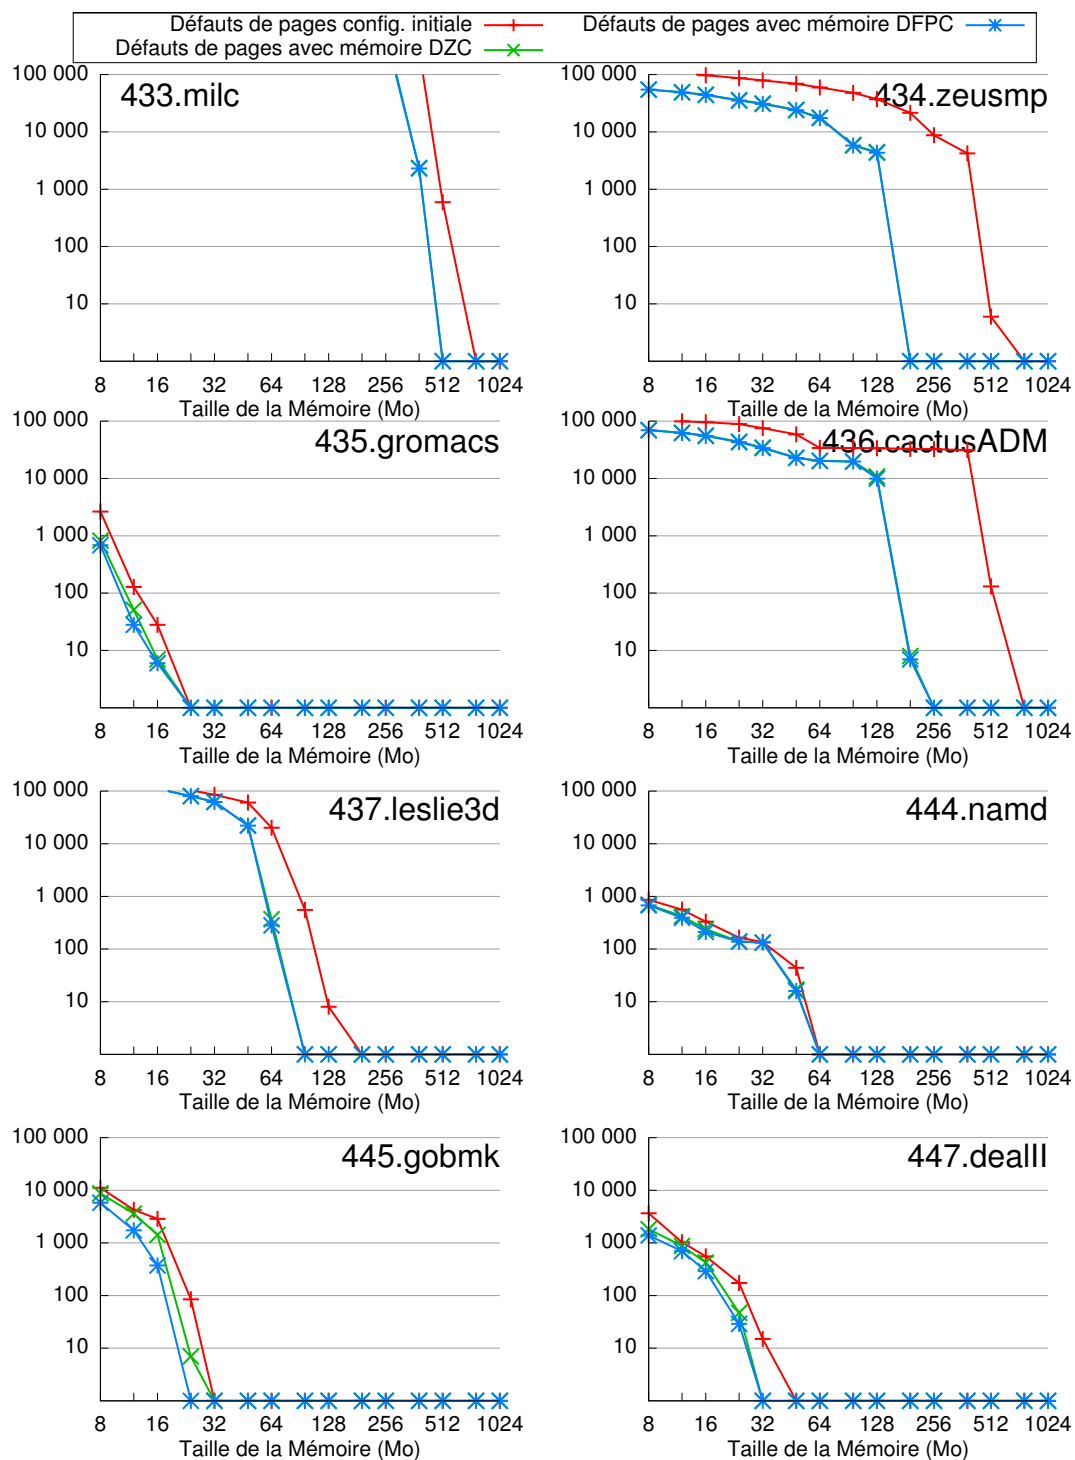 Défauts de pages config. initiale
Défauts de pages avec mémoire DZC
Défauts de pages avec mémoire DFPC
433.milc
100 000
10 000
1 000
100
10
8 16 32 64 128 256 512 1024
Taille de la Mémoire (Mo)
434.zeusmp
100 000
10 000
1 000
100
10
8 16 32 64 128 256 512 1024
Taille de la Mémoire (Mo)
435.gromacs
100 000
10 000
1 000
100
10
8 16 32 64 128 256 512 1024
Taille de la Mémoire (Mo)
436.cactusADM
100 000
10 000
1 000
100
10
8 16 32 64 128 256 512 1024
Taille de la Mémoire (Mo)
437.leslie3d
100 000
10 000
1 000
100
10
8 16 32 64 128 256 512 1024
Taille de la Mémoire (Mo)
444.namd
100 000
10 000
1 000
100
10
8 16 32 64 128 256 512 1024
Taille de la Mémoire (Mo)
445.gobmk
100 000
10 000
1 000
100
10
8 16 32 64 128 256 512 1024
Taille de la Mémoire (Mo)
447.dealII
100 000
10 000
1 000
100
10
8 16 32 64 128 256 512 1024
Taille de la Mémoire (Mo)